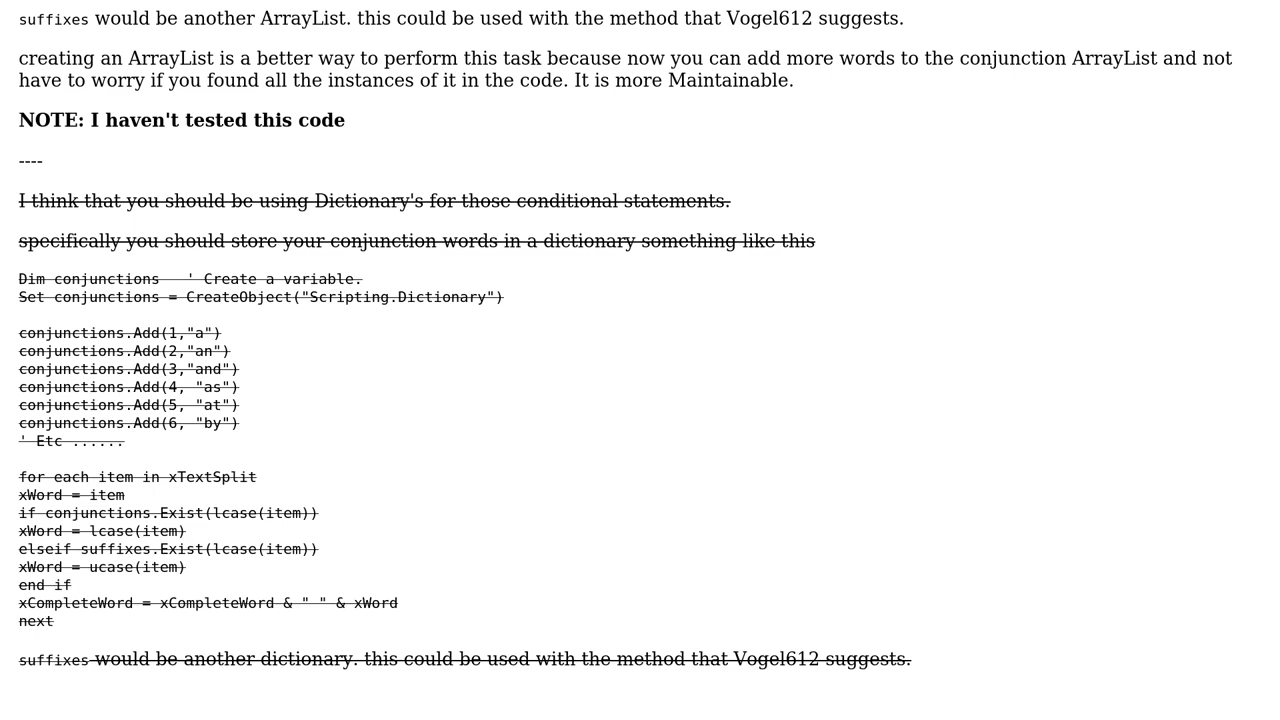 suffixes would be another ArrayList. this could be used with the method that Vogel612 suggests.
creating an ArrayList is a better way to perform this task because now you can add more words to the conjunction ArrayList and not
have to worry if you found all the instances of it in the code. It is more Maintainable.
NOTE: I haven't tested this code
----
I think that you should be using Dictionary's for those conditional statements.
specifically you should store your conjunction words in a dictionary something like this
Dim conjunctions   ' Create a variable.
Set conjunctions = CreateObject("Scripting.Dictionary")
conjunctions.Add(1,"a")
conjunctions.Add(2,"an")
conjunctions.Add(3,"and")
conjunctions.Add(4, "as")
conjunctions.Add(5, "at")
conjunctions.Add(6, "by")
' Etc ......
for each item in xTextSplit
xWord = item
if conjunctions.Exist(lcase(item))
xWord = lcase(item)
elseif suffixes.Exist(lcase(item))
xWord = ucase(item)
end if
xCompleteWord = xCompleteWord & " " & xWord
next
suffixes would be another dictionary. this could be used with the method that Vogel612 suggests.